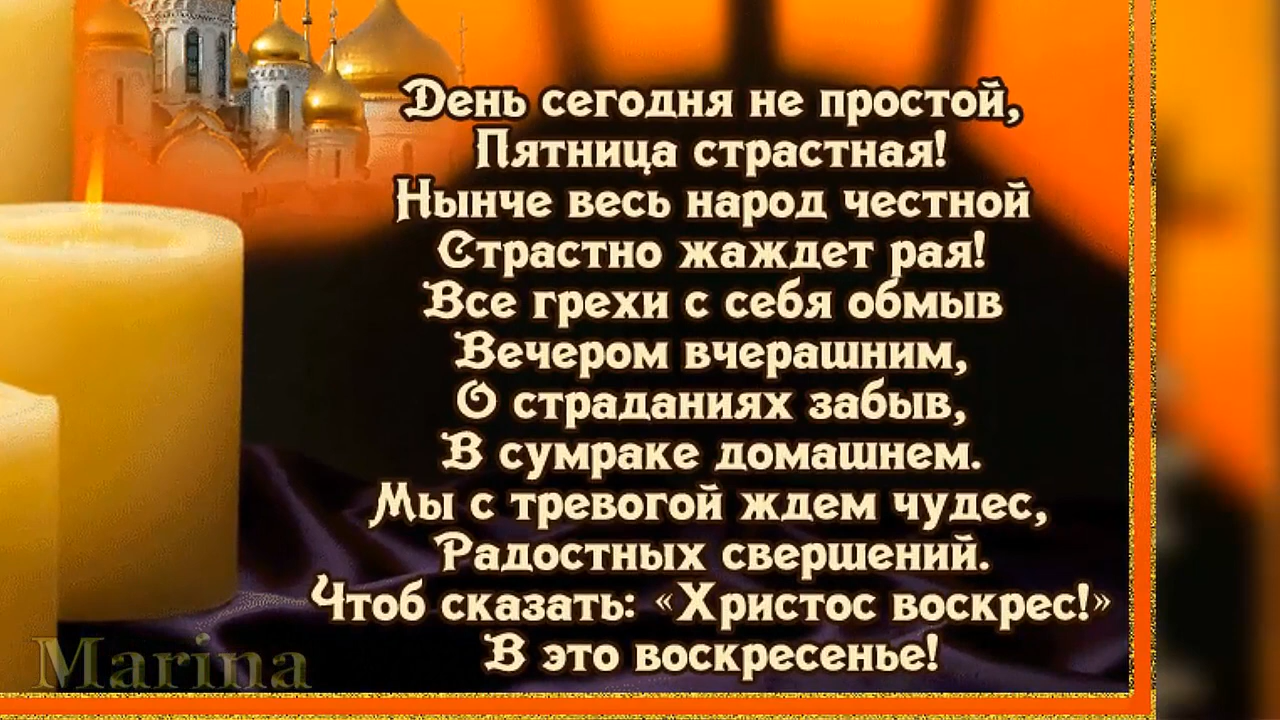 День сегодня не простой,
Пятница страстная!
Нынче весь народ честной
Страстно жаждет рая!
Все грехи с себя обмыв
Вечером вчерашним,
О страданиях забыв,
В сумраке домашнем.
Мы с тревогой ждем чудес,
Радостных свершений.
Чтоб сказать: «Христос воскрес!»
В это воскресенье!
Marina